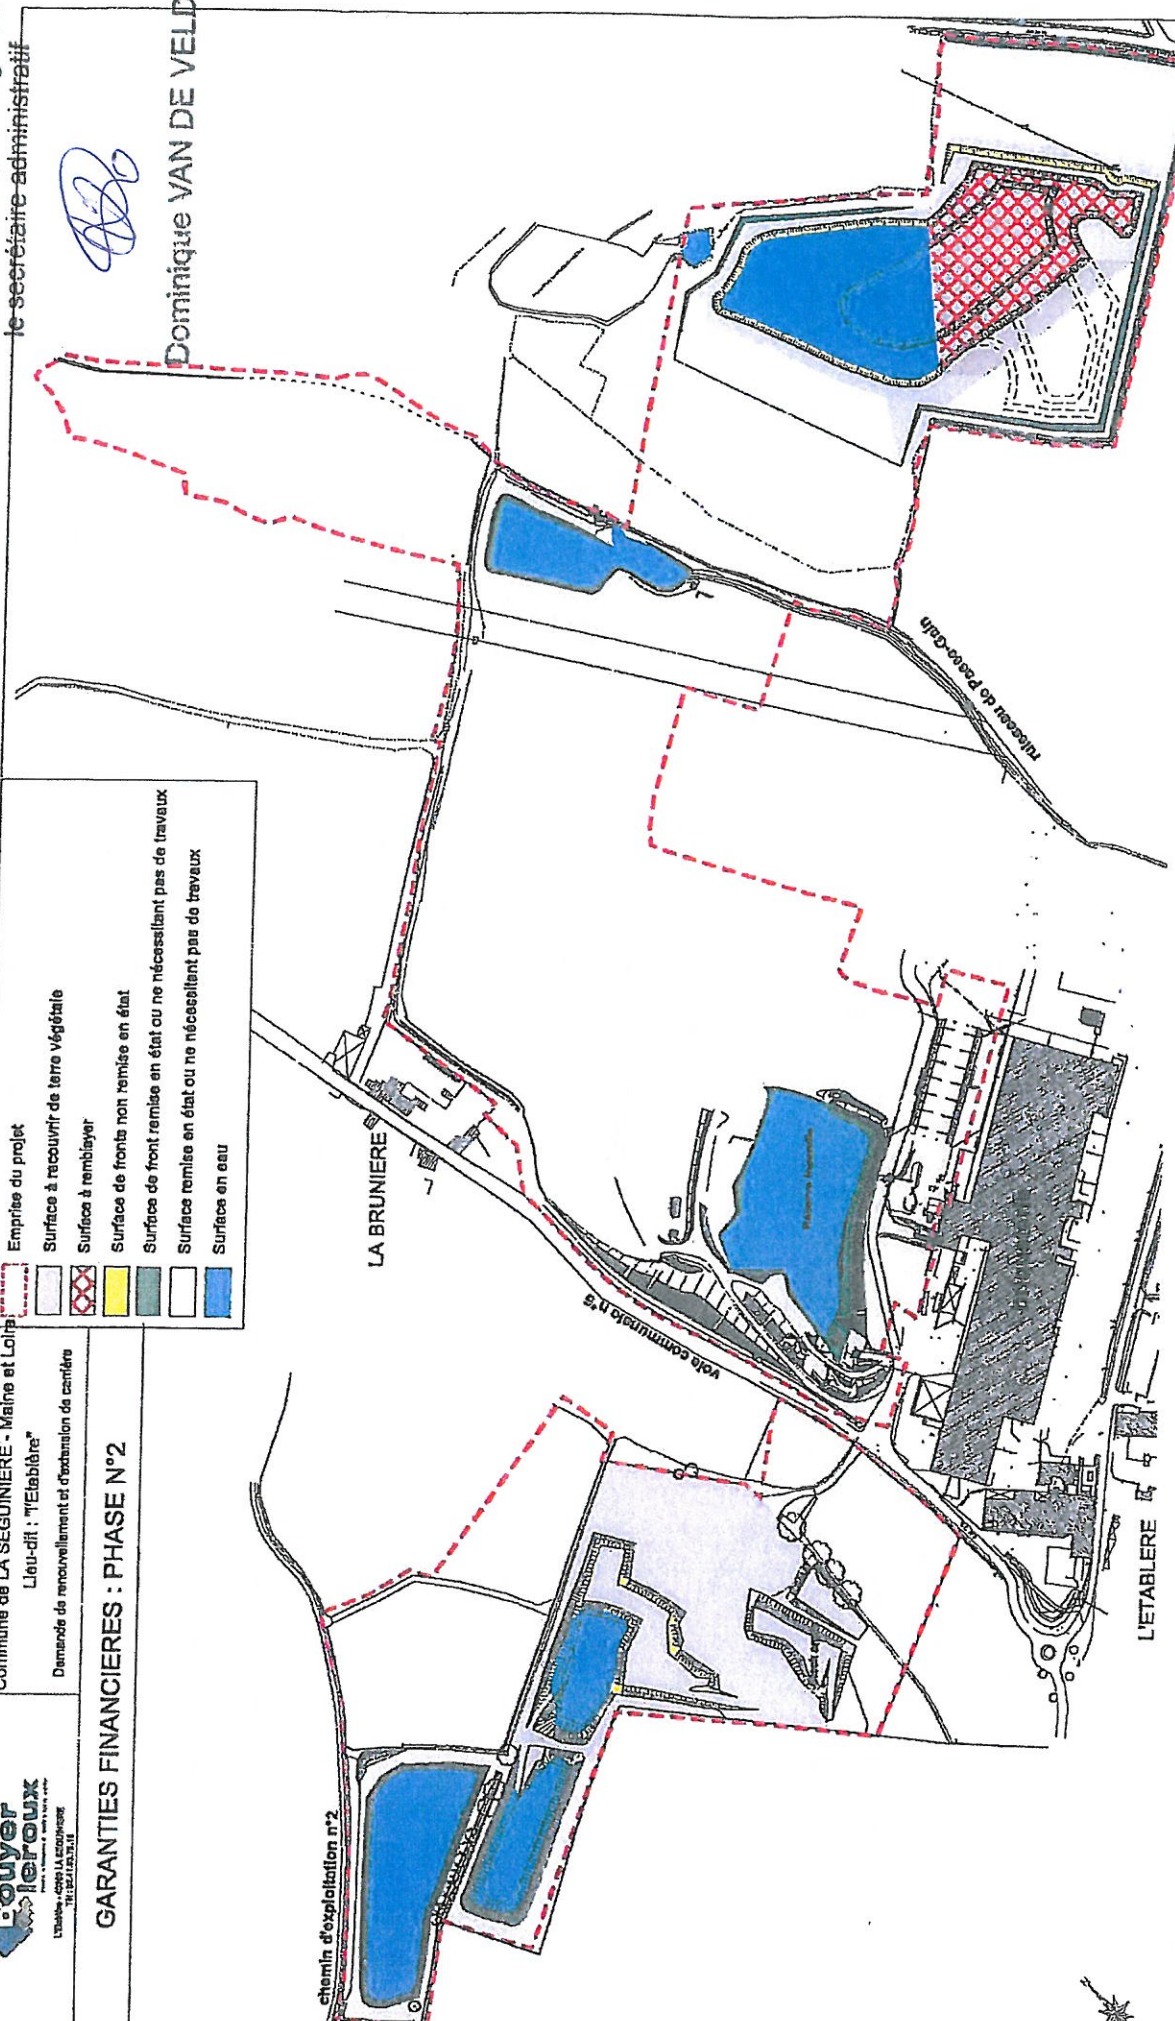 le secrétaire administratif
Dominique VAN DE VELD
Bouyer
leroux
Commune de LA SEGUINIERE - Maine et Loire
Lieu-dit : "l'Etablère"
Demande de renouvellement et d'extension de carrière
GARANTIES FINANCIERES : PHASE N°2
Emprise du projet
Surface à recouvrir de terre végétale
Surface à remblayer
Surface de fronts non remise en état
Surface de front remise en état ou ne nécessitant pas de travaux
Surface remise en état ou ne nécessitant pas de travaux
Surface en eau
LA BRUNIERE
voie communale n°6
ruisseau de Passe-Gain
chemin d'exploitation n°2
L'ETABLERE